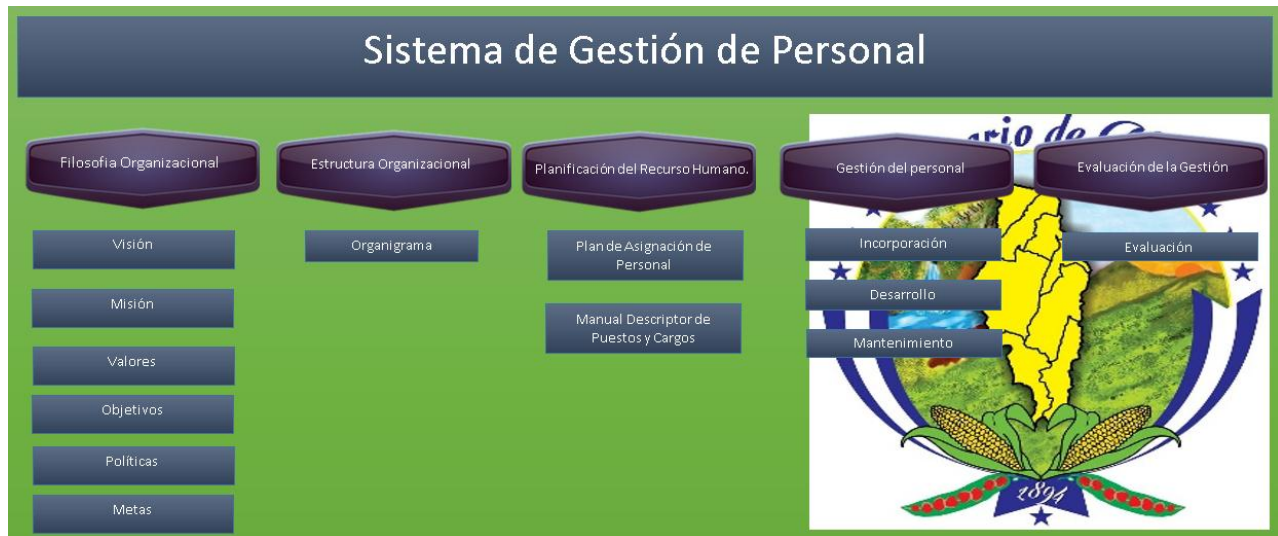 Sistema de Gestión de Personal
Filosofia Organizacional
Estructura Organizacional
Planificación del Recurso Humano.
Gestión del personal
Evaluación de la Gestión
Visión
Misión
Valores
Objetivos
Políticas
Metas
Organigrama
Plan de Asignación de
Personal
Manual Descriptor de
Puestos y Cargos
Incorporación
Desarrollo
Mantenimiento
Evaluación
1894